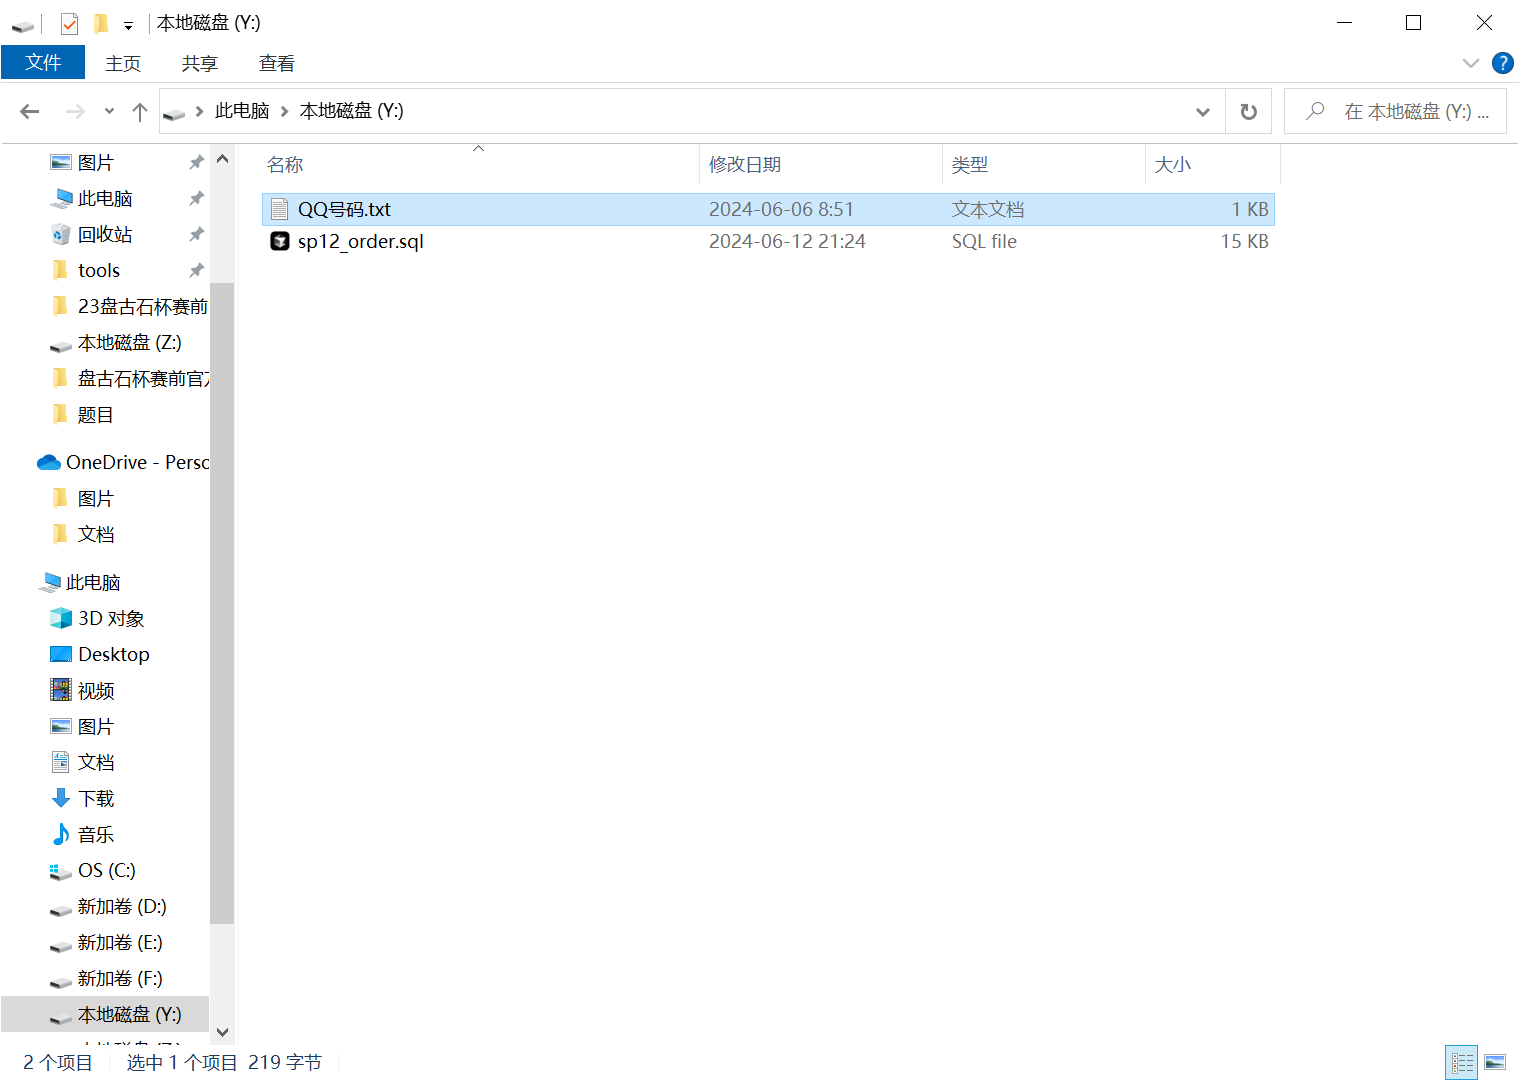 本地磁盘 (Y:)
文件 主页 共享 查看
此电脑 本地磁盘 (Y:) 在 本地磁盘 (Y:) ...
名称 修改日期 类型 大小
QQ号码.txt 2024-06-06 8:51 文本文档 1 KB
sp12_order.sql 2024-06-12 21:24 SQL file 15 KB
图片
此电脑
回收站
tools
23盘古石杯赛前
本地磁盘 (Z:)
盘古石杯赛前官
题目
OneDrive - Perso
图片
文档
此电脑
3D 对象
Desktop
视频
图片
文档
下载
音乐
OS (C:)
新加卷 (D:)
新加卷 (E:)
新加卷 (F:)
本地磁盘 (Y:)
2 个项目 选中 1 个项目 219 字节